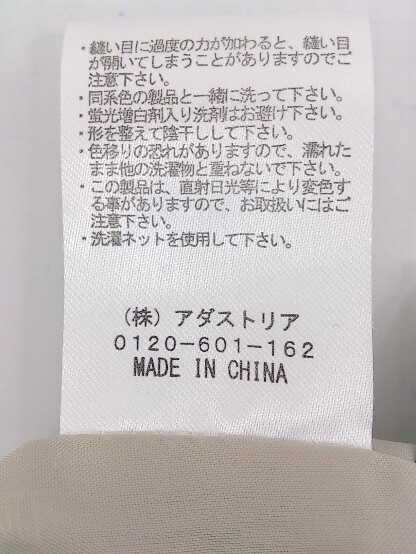 ・縫い目に過度の力が加わると、縫い目
が開いてしまうことがありますのでご
注意下さい。
・同系色の製品と一緒に洗って下さい。
・蛍光増白剤入り洗剤はお避け下さい。
・形を整えて陰干しして下さい。
・色移りの恐れがありますので、濡れた
まま他の洗濯物と重ねないで下さい。
・この製品は、直射日光等により変色す
る事がありますので、お取扱いにはご
注意下さい。
・洗濯ネットを使用して下さい。
(株)アダストリア
0120-601-162
MADE IN CHINA